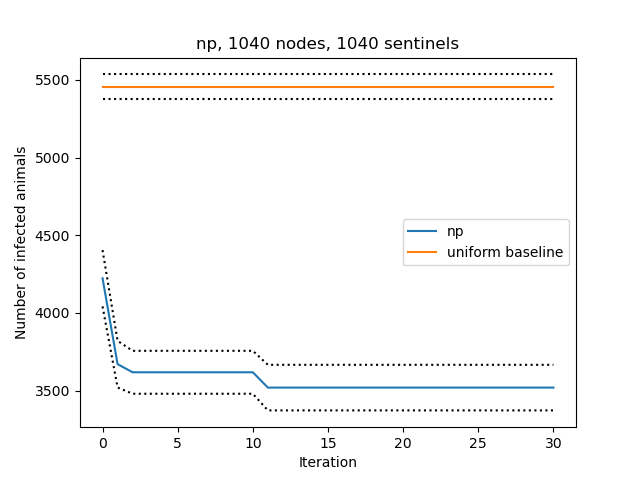 np, 1040 nodes, 1040 sentinels
5500
5000
4500
4000
3500
Number of infected animals
np
uniform baseline
0 5 10 15 20 25 30
Iteration